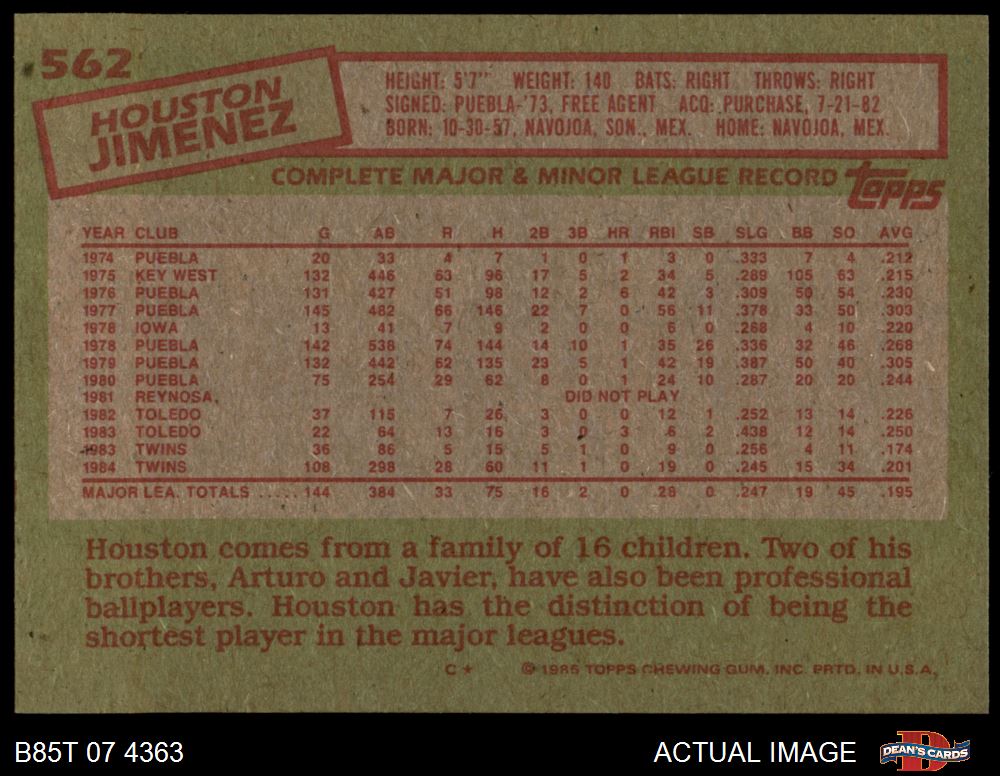 562
HOUSTON
JIMENEZ
HEIGHT: 5'7" WEIGHT: 140 BATS: RIGHT THROWS: RIGHT
SIGNED: PUEBLA-'73, FREE AGENT ACQ: PURCHASE, 7-21-82
BORN: 10-30-57, NAVOJOA, SON., MEX. HOME: NAVOJOA, MEX.
COMPLETE MAJOR & MINOR LEAGUE RECORD topps
YEAR CLUB G AB R H 2B 3B HR RBI SB SLG BB SO AVG
1974 PUEBLA 20 33 4 7 1 0 1 3 0 .333 7 4 .212
1975 KEY WEST 132 446 63 96 17 5 2 34 5 .289 105 63 .215
1976 PUEBLA 131 427 51 98 12 2 6 42 3 .309 50 54 .230
1977 PUEBLA 145 482 66 146 22 7 0 56 11 .378 33 50 .303
1978 IOWA 13 41 7 9 2 0 0 6 0 .268 4 10 .220
1978 PUEBLA 142 538 74 144 14 10 1 35 26 .336 32 46 .268
1979 PUEBLA 132 442 62 135 23 5 1 42 19 .387 50 40 .305
1980 PUEBLA 75 254 29 62 8 0 1 24 10 .287 20 20 .244
1981 REYNOSA, DID NOT PLAY
1982 TOLEDO 37 115 7 26 3 0 0 12 1 .252 13 14 .226
1983 TOLEDO 22 64 13 16 3 0 3 6 2 .438 12 14 .250
1983 TWINS 36 86 5 15 5 1 0 9 0 .256 4 11 .174
1984 TWINS 108 298 28 60 11 1 0 19 0 .245 15 34 .201
MAJOR LEA. TOTALS ..... 144 384 33 75 16 2 0 28 0 .247 19 45 .195
Houston comes from a family of 16 children. Two of his
brothers, Arturo and Javier, have also been professional
ballplayers. Houston has the distinction of being the
shortest player in the major leagues.
C★ © 1985 TOPPS CHEWING GUM, INC. PRTD. IN U.S.A.
B85T 07 4363 ACTUAL IMAGE DEAN'S CARDS